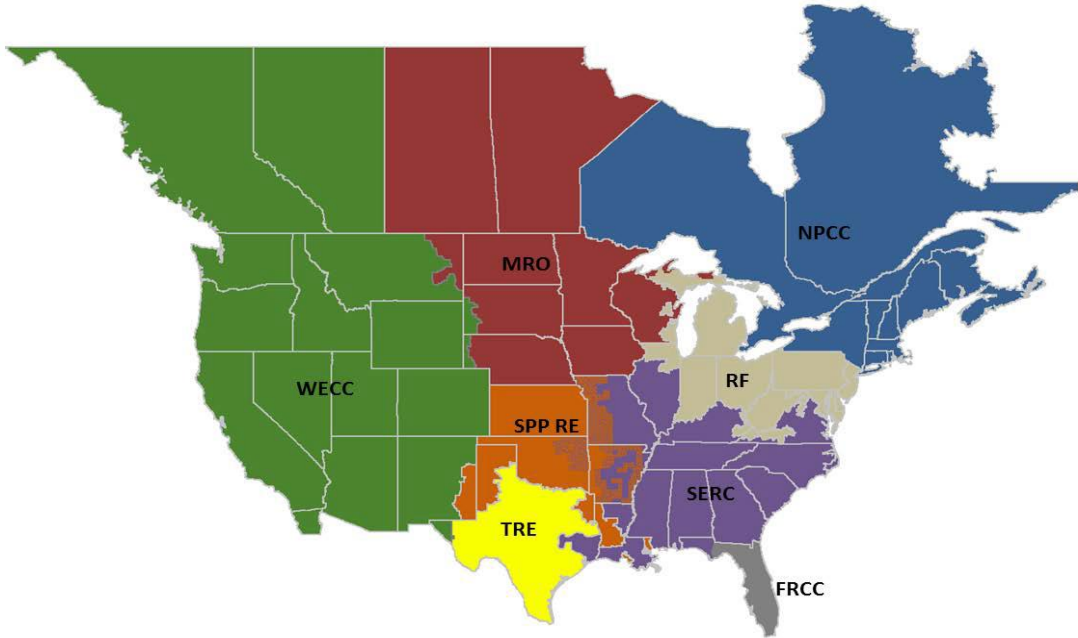 NPCC
MRO
RF
WECC
SPP RE
SERC
TRE
FRCC